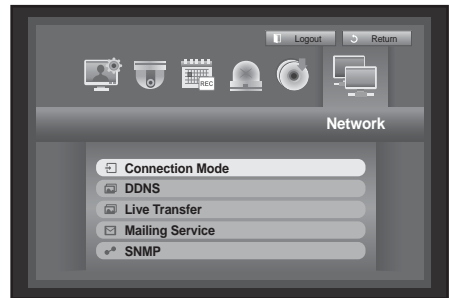 Logout Return
REC
Network
Connection Mode
DDNS
Live Transfer
Mailing Service
SNMP